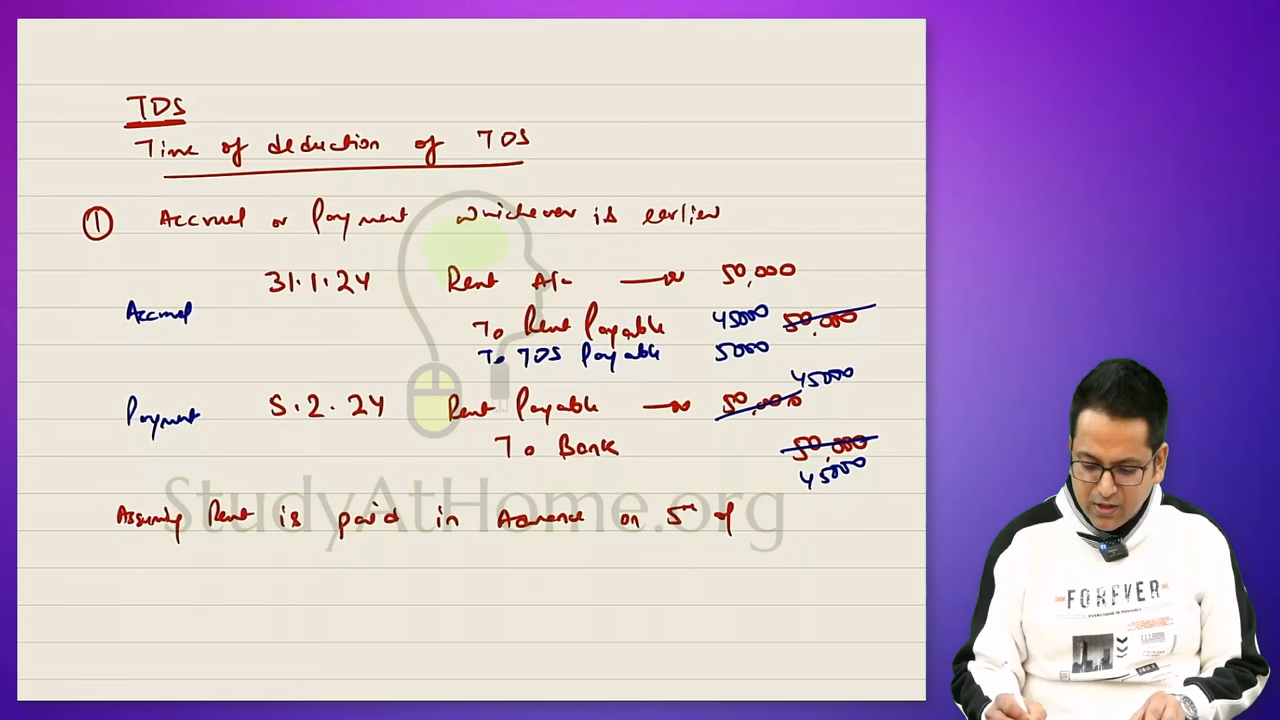 TDS
Time of deduction of TDS
① Accrual or Payment whichever is earlier
31.1.24 Rent A/c → 50,000
Accrual
To Rent Payable 45000 50,000
To TDS Payable 5000
45000
Payment 5.2.24 Rent Payable → 50,000
To Bank 50,000
45000
StudyAtHome.org
Assuming Rent is paid in Advance on 5th of
FOREVER